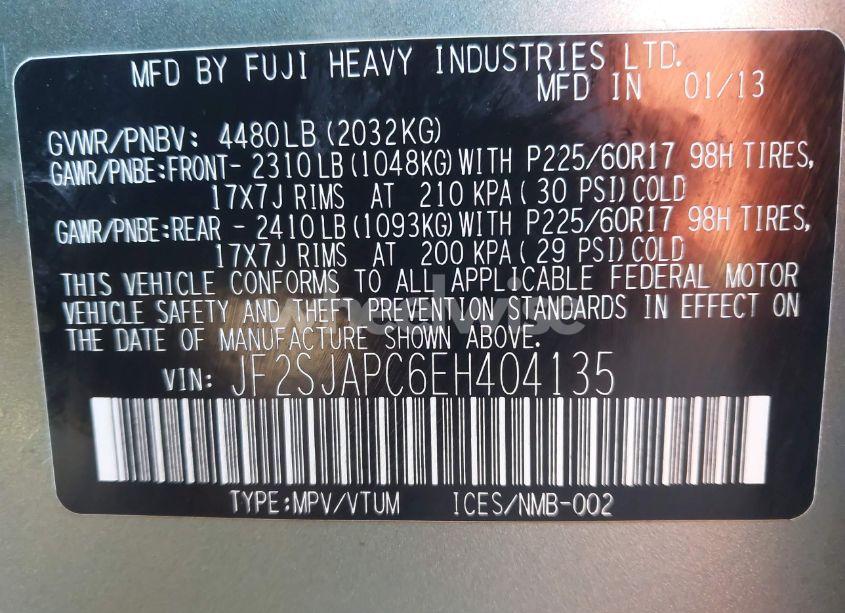 MFD BY FUJI HEAVY INDUSTRIES LTD.
MFD IN 01/13
GVWR/PNBV: 4480LB(2032KG)
GAWR/PNBE:FRONT- 2310LB(1048KG)WITH P225/60R17 98H TIRES,
17X7J RIMS AT 210 KPA( 30 PSI)COLD
GAWR/PNBE:REAR - 2410LB(1093KG)WITH P225/60R17 98H TIRES,
17X7J RIMS AT 200 KPA( 29 PSI)COLD
THIS VEHICLE CONFORMS TO ALL APPLICABLE FEDERAL MOTOR
VEHICLE SAFETY AND THEFT PREVENTION STANDARDS IN EFFECT ON
THE DATE OF MANUFACTURE SHOWN ABOVE.
wheelwise
VIN: JF2SJAPC6EH404135
TYPE:MPV/VTUM ICES/NMB-002